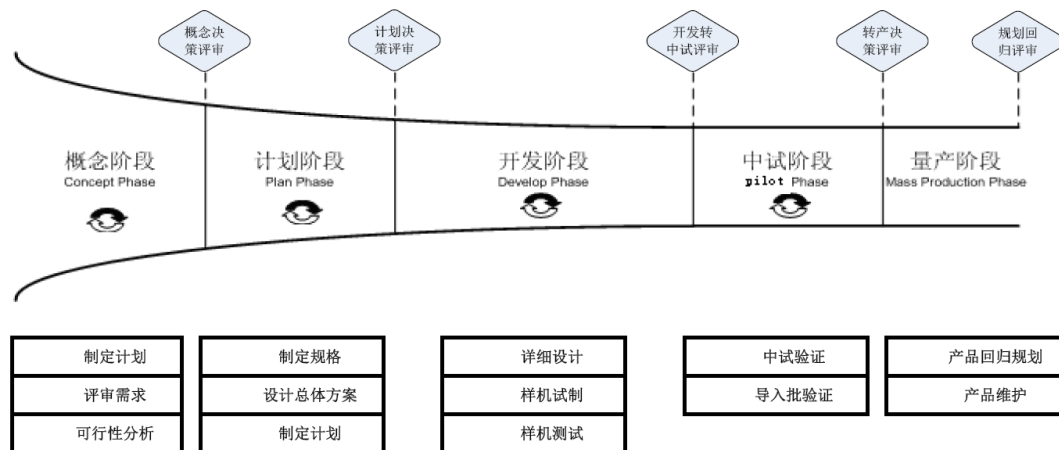 概念决
策评审
计划决
策评审
开发转
中试评审
转产决
策评审
规划回
归评审
概念阶段
Concept Phase
计划阶段
Plan Phase
开发阶段
Develop Phase
中试阶段
pilot Phase
量产阶段
Mass Production Phase
制定计划
评审需求
可行性分析
制定规格
设计总体方案
制定计划
详细设计
样机试制
样机测试
中试验证
导入批验证
产品回归规划
产品维护